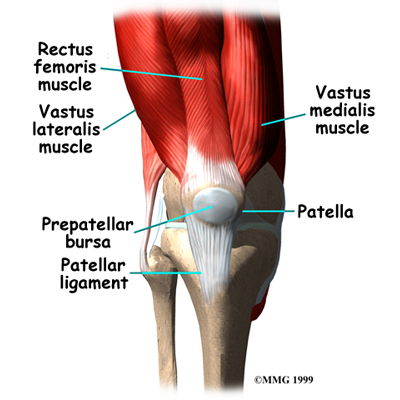 Rectus
femoris
muscle
Vastus
lateralis
muscle
Vastus
medialis
muscle
Prepatellar
bursa
Patella
Patellar
ligament
©MMG 1999